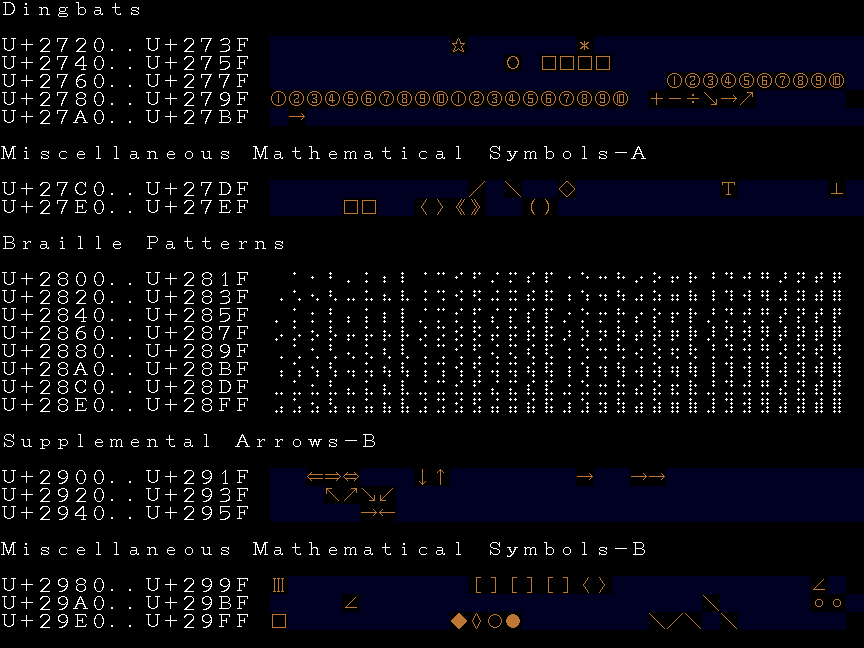 Dingbats
U+2720..U+273F ☆ *
U+2740..U+275F ○ □□□□
U+2760..U+277F ①②③④⑤⑥⑦⑧⑨⑩
U+2780..U+279F ①②③④⑤⑥⑦⑧⑨⑩①②③④⑤⑥⑦⑧⑨⑩ +−÷↘→↗
U+27A0..U+27BF →
Miscellaneous Mathematical Symbols-A
U+27C0..U+27DF ╱ ╲ ◇ ⊤ ⊥
U+27E0..U+27EF □□ 〈〉《》 ()
Braille Patterns
U+2800..U+281F ⠀⠁⠂⠃⠄⠅⠆⠇⠈⠉⠊⠋⠌⠍⠎⠏⠐⠑⠒⠓⠔⠕⠖⠗⠘⠙⠚⠛⠜⠝⠞⠟
U+2820..U+283F ⠠⠡⠢⠣⠤⠥⠦⠧⠨⠩⠪⠫⠬⠭⠮⠯⠰⠱⠲⠳⠴⠵⠶⠷⠸⠹⠺⠻⠼⠽⠾⠿
U+2840..U+285F ⡀⡁⡂⡃⡄⡅⡆⡇⡈⡉⡊⡋⡌⡍⡎⡏⡐⡑⡒⡓⡔⡕⡖⡗⡘⡙⡚⡛⡜⡝⡞⡟
U+2860..U+287F ⡠⡡⡢⡣⡤⡥⡦⡧⡨⡩⡪⡫⡬⡭⡮⡯⡰⡱⡲⡳⡴⡵⡶⡷⡸⡹⡺⡻⡼⡽⡾⡿
U+2880..U+289F ⢀⢁⢂⢃⢄⢅⢆⢇⢈⢉⢊⢋⢌⢍⢎⢏⢐⢑⢒⢓⢔⢕⢖⢗⢘⢙⢚⢛⢜⢝⢞⢟
U+28A0..U+28BF ⢠⢡⢢⢣⢤⢥⢦⢧⢨⢩⢪⢫⢬⢭⢮⢯⢰⢱⢲⢳⢴⢵⢶⢷⢸⢹⢺⢻⢼⢽⢾⢿
U+28C0..U+28DF ⣀⣁⣂⣃⣄⣅⣆⣇⣈⣉⣊⣋⣌⣍⣎⣏⣐⣑⣒⣓⣔⣕⣖⣗⣘⣙⣚⣛⣜⣝⣞⣟
U+28E0..U+28FF ⣠⣡⣢⣣⣤⣥⣦⣧⣨⣩⣪⣫⣬⣭⣮⣯⣰⣱⣲⣳⣴⣵⣶⣷⣸⣹⣺⣻⣼⣽⣾⣿
Supplemental Arrows-B
U+2900..U+291F ⇐⇒⇔ ↓↑ → →→
U+2920..U+293F ↖↗↘↙
U+2940..U+295F →←
Miscellaneous Mathematical Symbols-B
U+2980..U+299F Ⅲ [][][]〈〉 ∠
U+29A0..U+29BF ∠ ╲ ○○
U+29E0..U+29FF □ ◆◊○● ╲╱╲ ╲